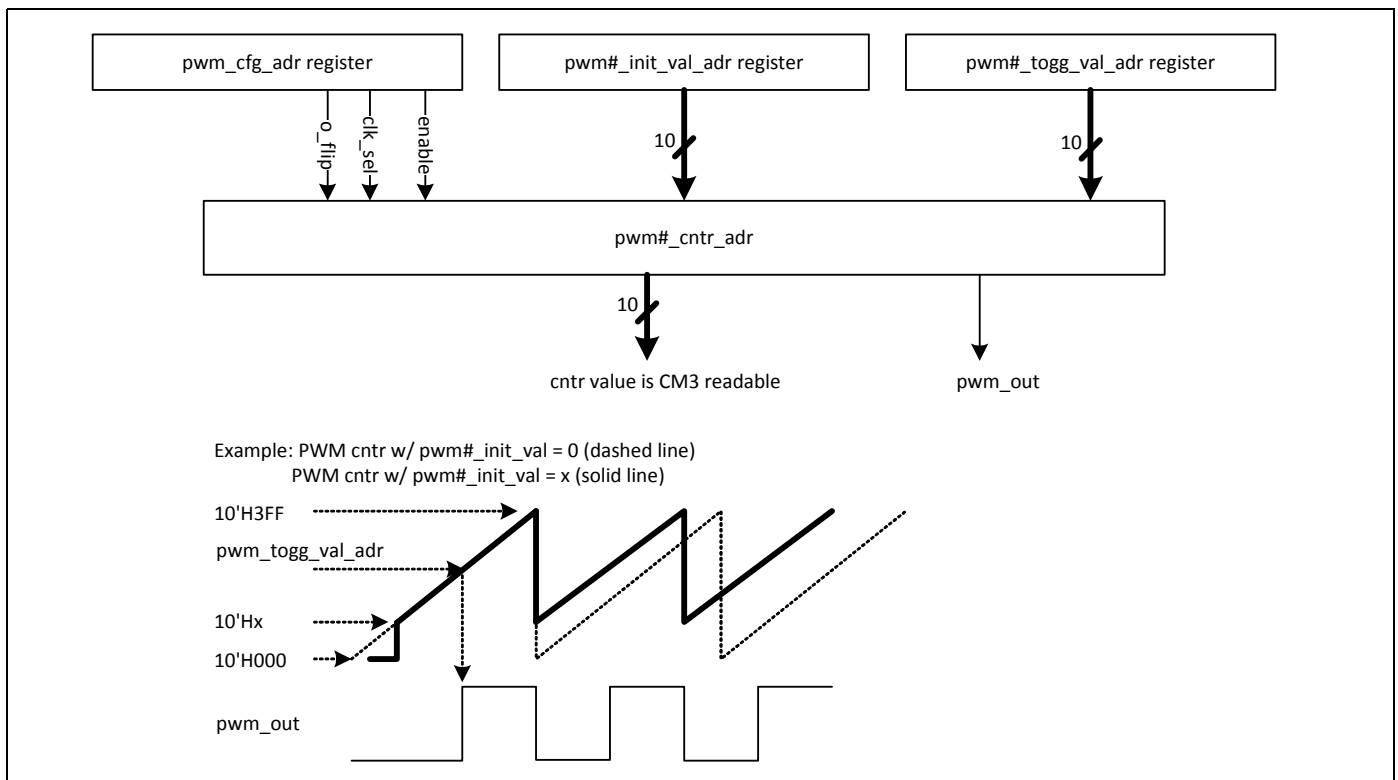 pwm_cfg_adr register
pwm#_init_val_adr register
pwm#_togg_val_adr register
o_flip
clk_sel
enable
10
10
pwm#_cntr_adr
10
cntr value is CM3 readable
pwm_out
Example: PWM cntr w/ pwm#_init_val = 0 (dashed line)
PWM cntr w/ pwm#_init_val = x (solid line)
10'H3FF
pwm_togg_val_adr
10'Hx
10'H000
pwm_out